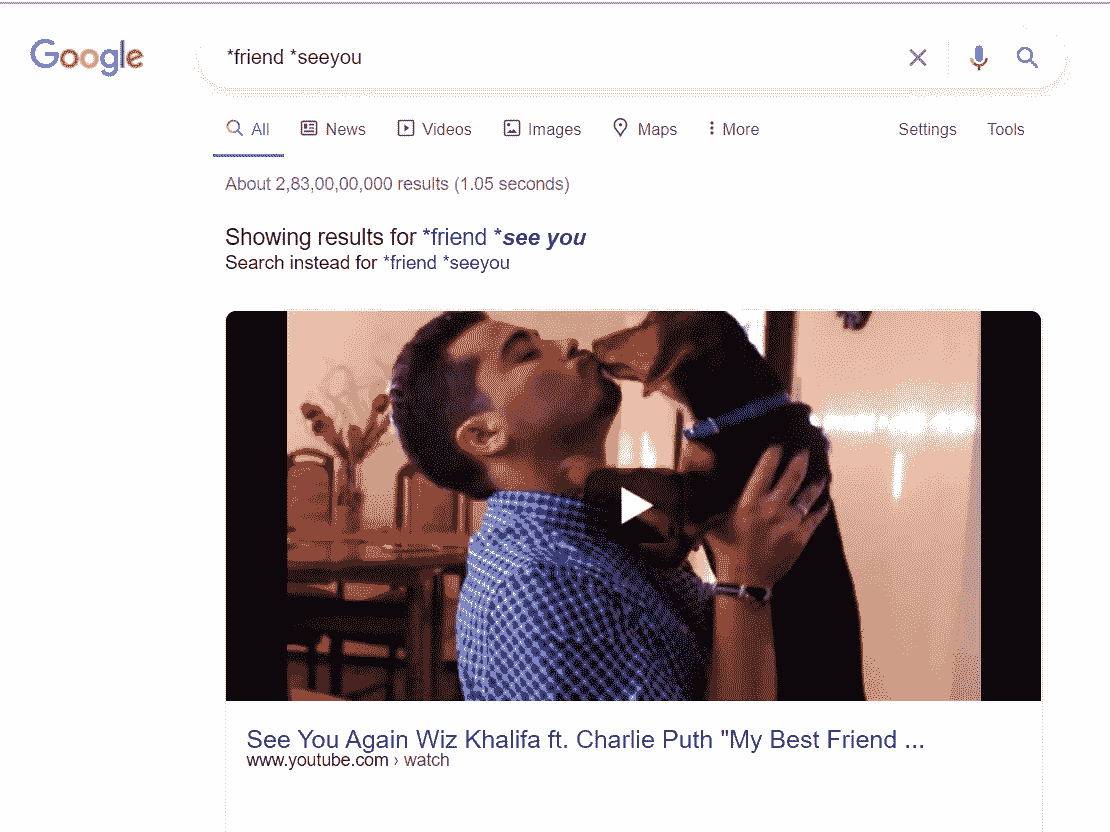 Google *friend *seeyou
All News Videos Images Maps More Settings Tools
About 2,83,00,00,000 results (1.05 seconds)
Showing results for *friend *see you
Search instead for *friend *seeyou
See You Again Wiz Khalifa ft. Charlie Puth "My Best Friend ...
www.youtube.com › watch